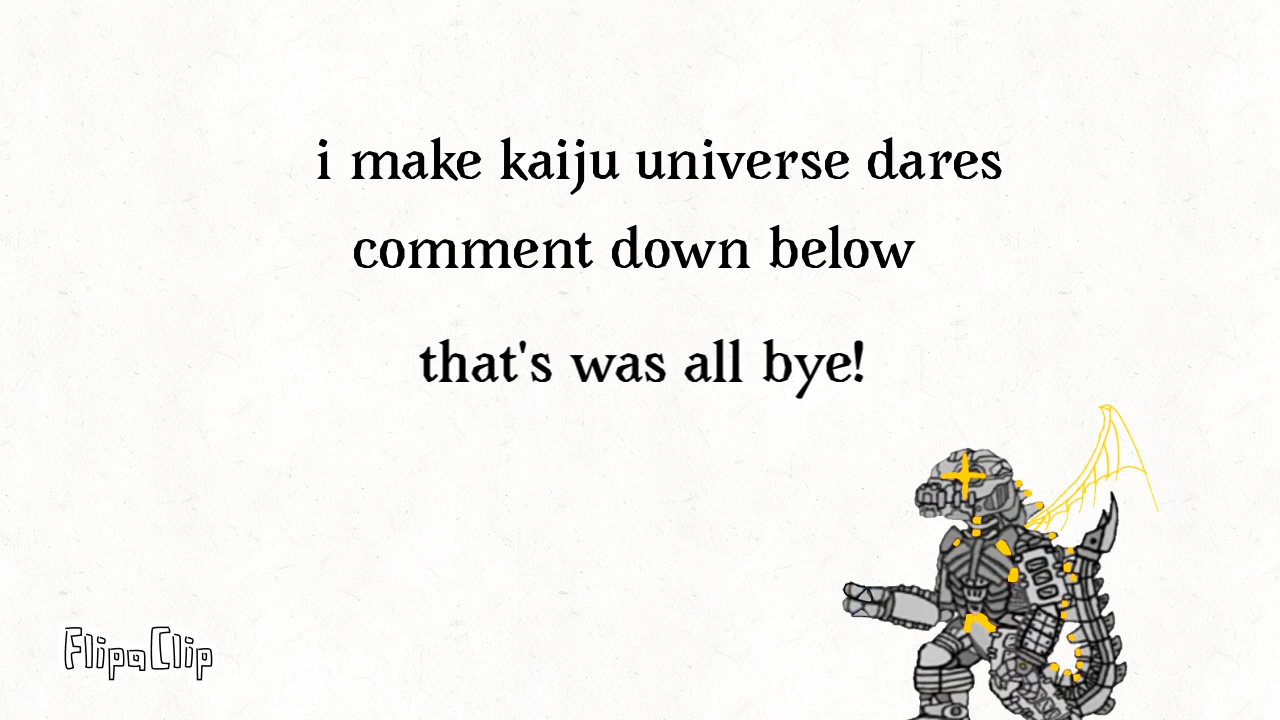 i make kaiju universe dares
comment down below
that's was all bye!
FlipaClip